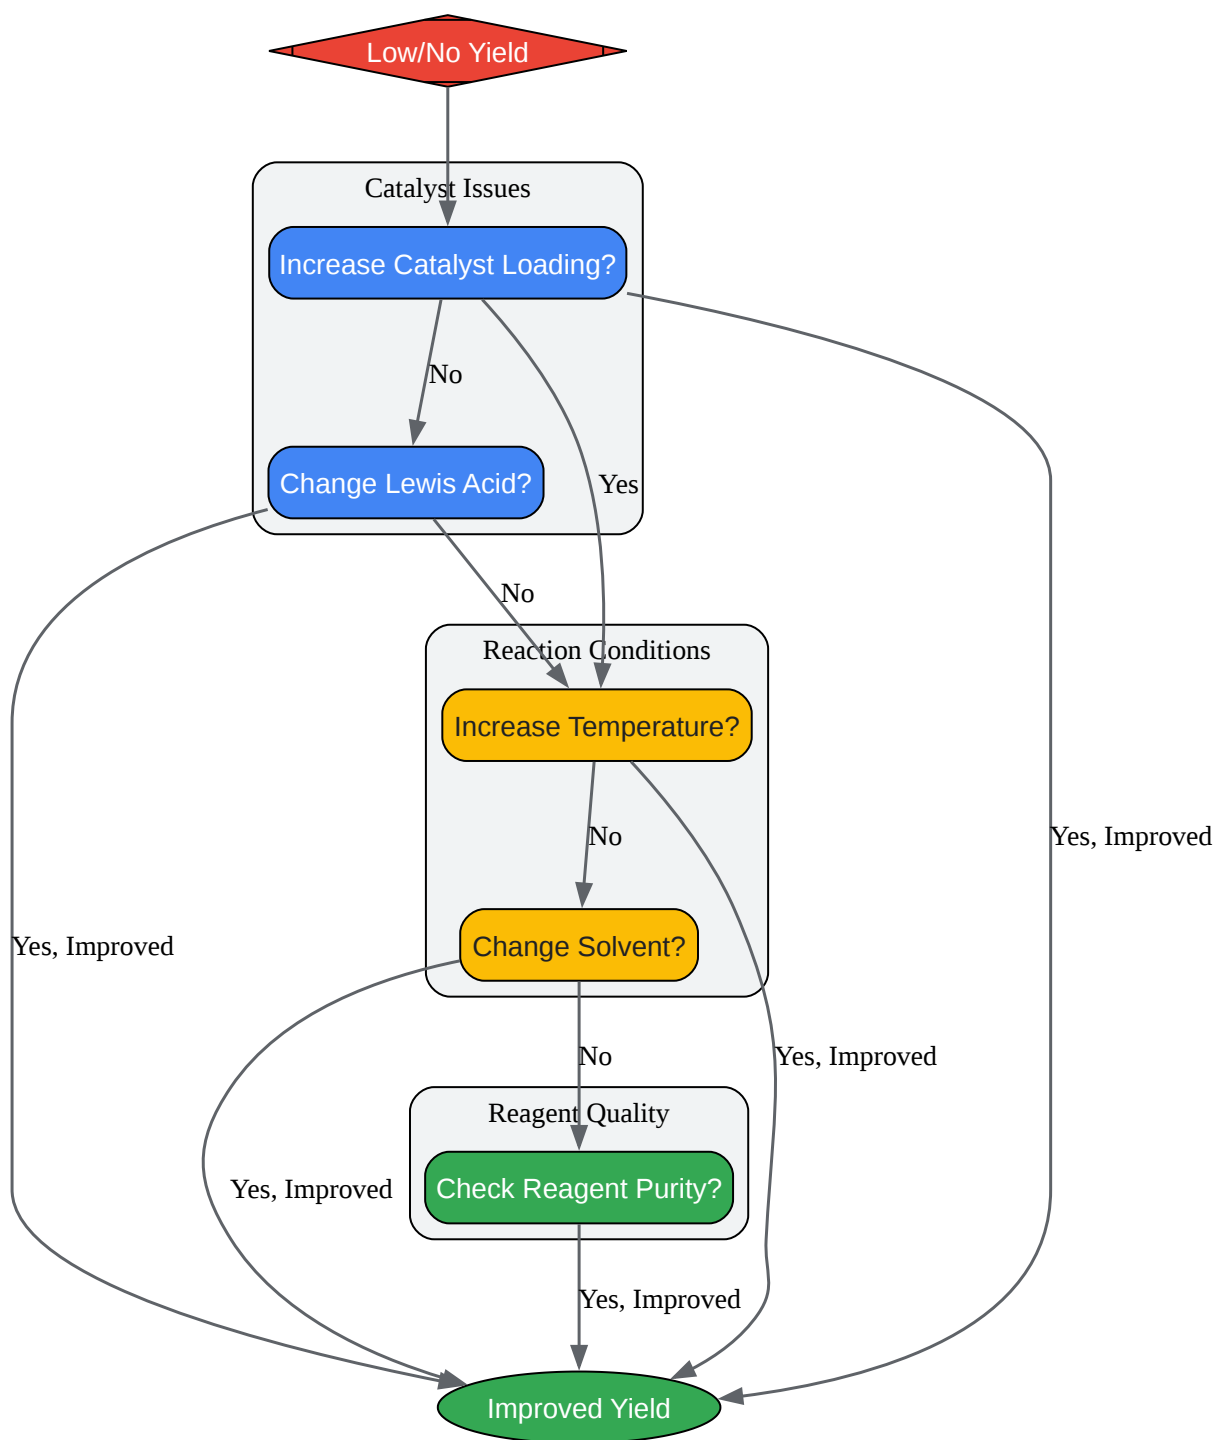 Low/No Yield
Catalyst Issues
Increase Catalyst Loading?
No
Change Lewis Acid?
Yes
No
Reaction Conditions
Increase Temperature?
No
Yes, Improved
Yes, Improved
Change Solvent?
No
Yes, Improved
Reagent Quality
Yes, Improved
Check Reagent Purity?
Yes, Improved
Improved Yield